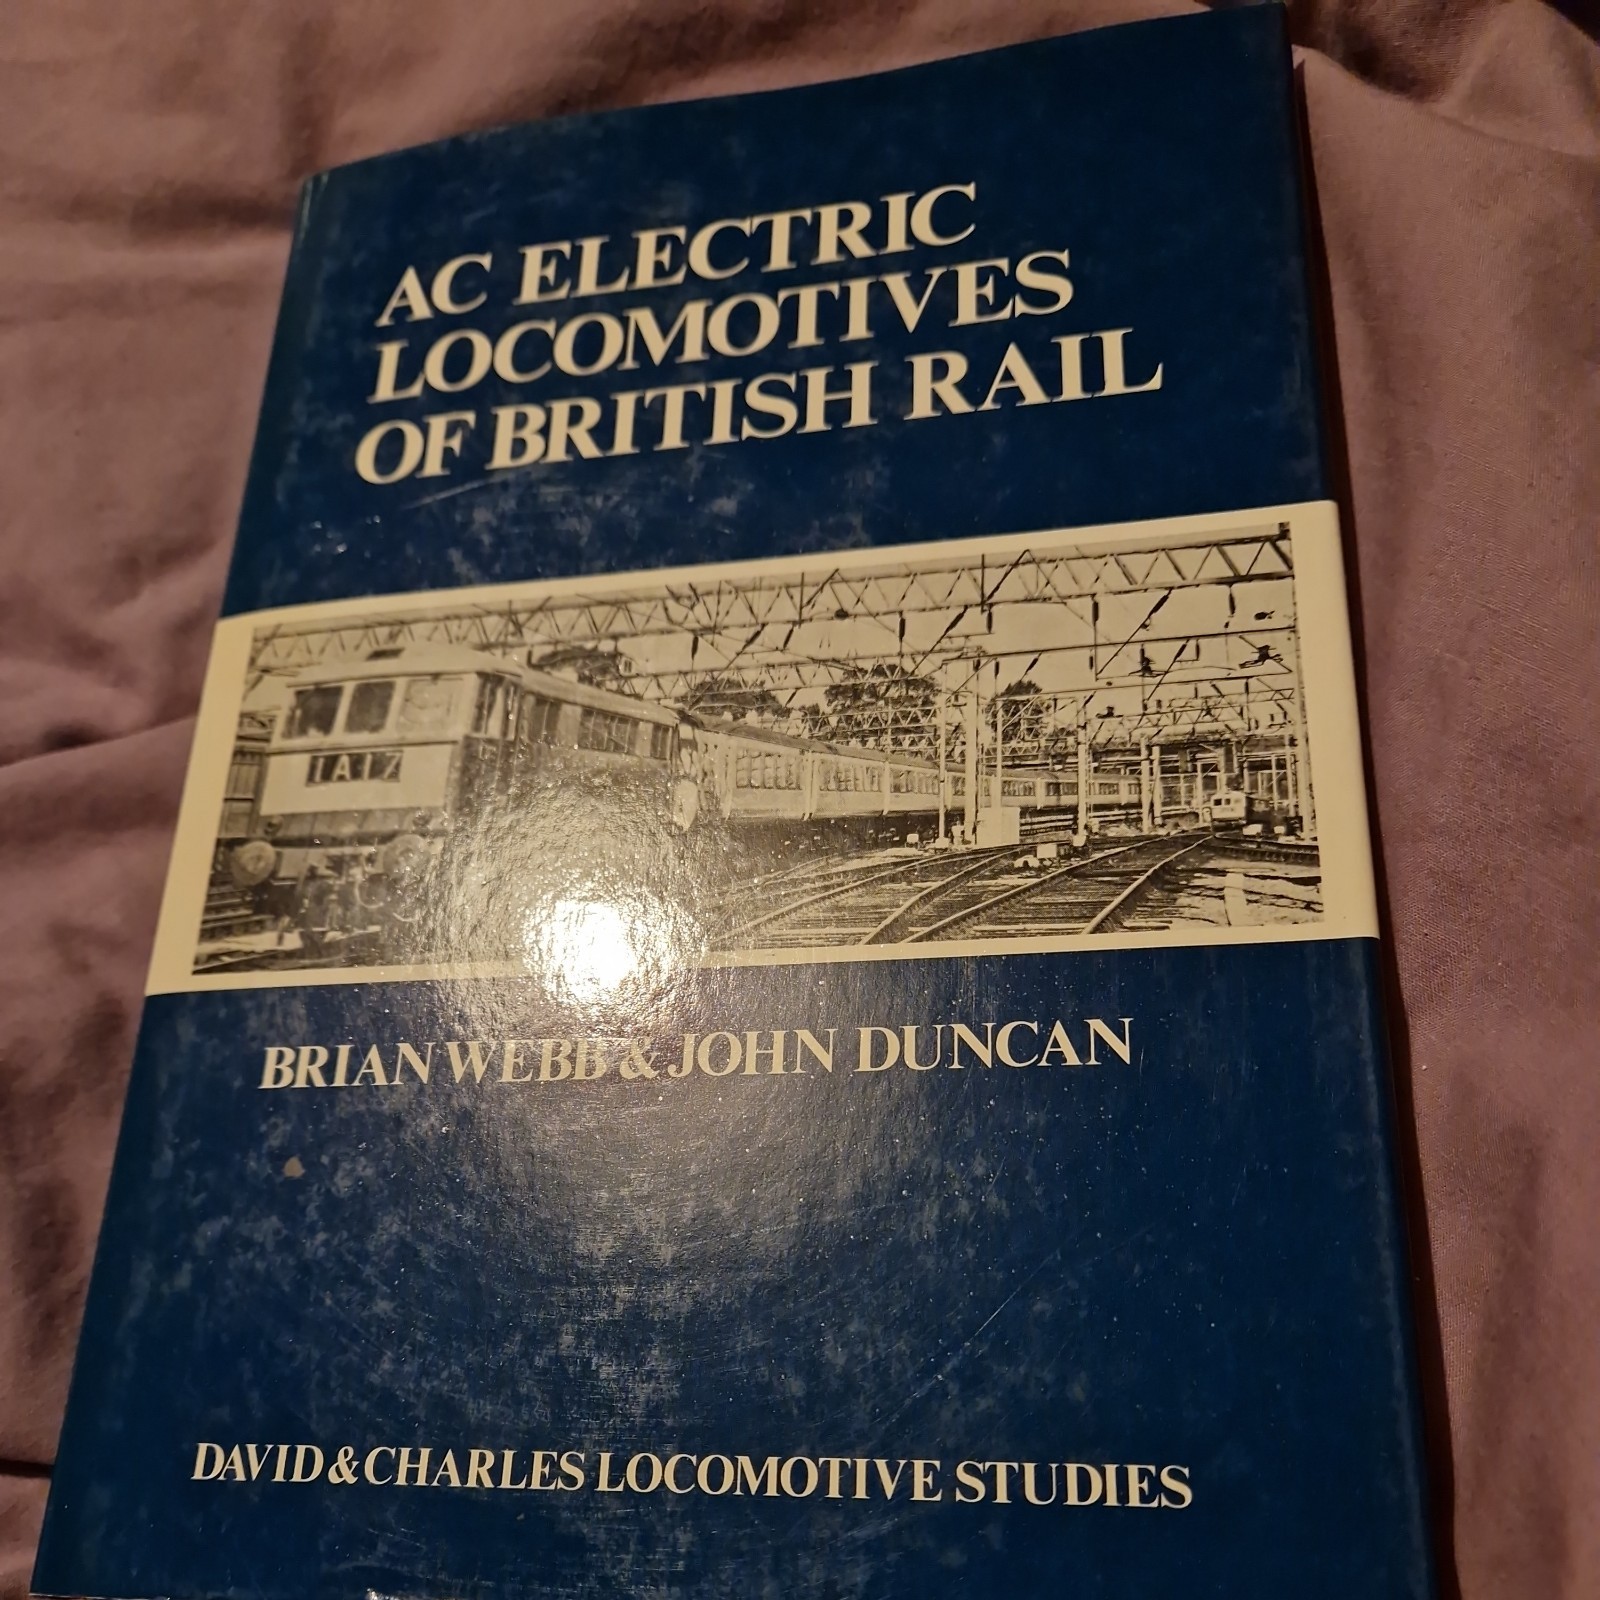 AC ELECTRIC
LOCOMOTIVES
OF BRITISH RAIL
1A17
BRIAN WEBB & JOHN DUNCAN
DAVID & CHARLES LOCOMOTIVE STUDIES